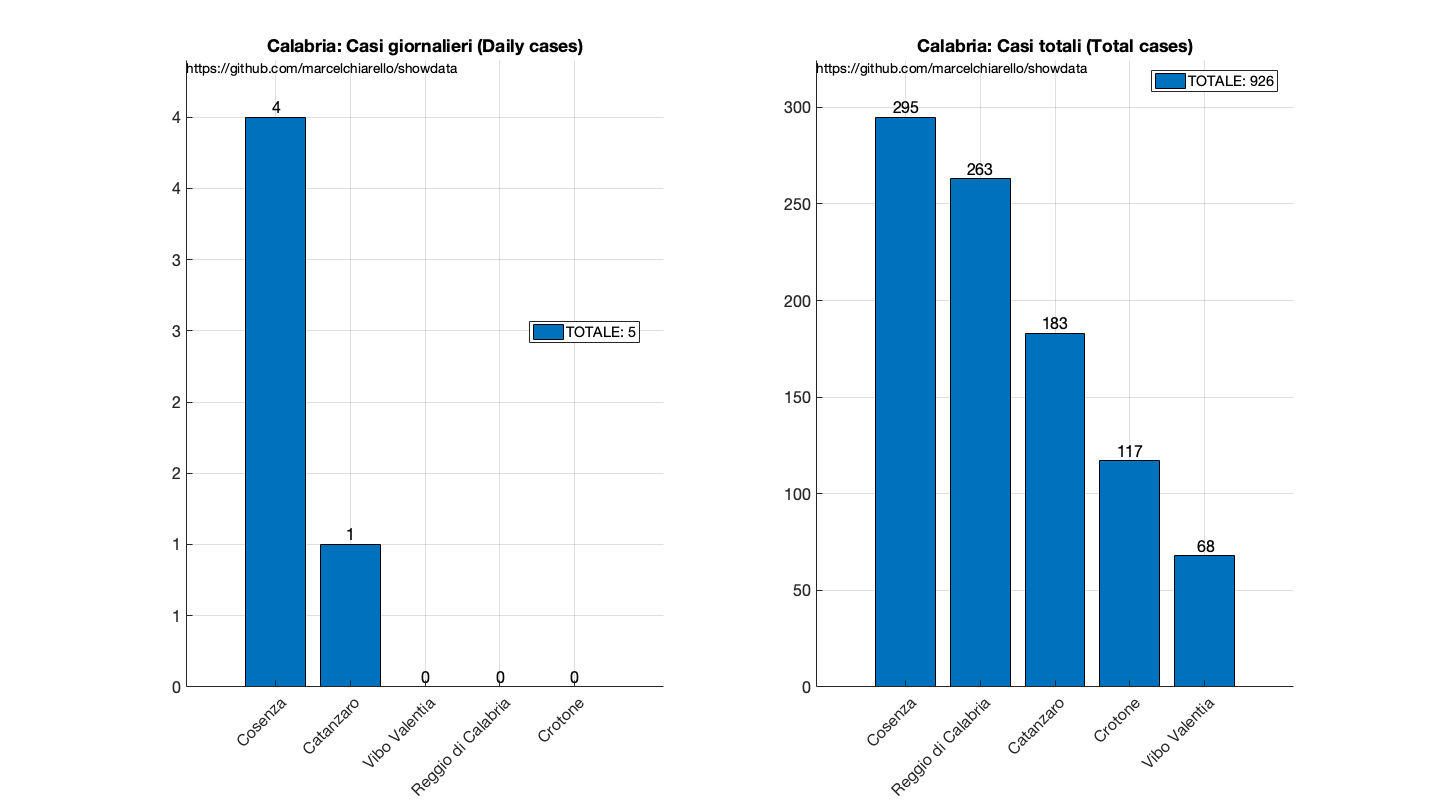 Calabria: Casi giornalieri (Daily cases)
https://github.com/marcelchiarello/showdata
4
4
4
3
3
2
2
1
1
0
4
1
0
0
0
TOTALE: 5
Cosenza
Catanzaro
Vibo Valentia
Reggio di Calabria
Crotone
Calabria: Casi totali (Total cases)
https://github.com/marcelchiarello/showdata
TOTALE: 926
300
250
200
150
100
50
0
295
263
183
117
68
Cosenza
Reggio di Calabria
Catanzaro
Crotone
Vibo Valentia